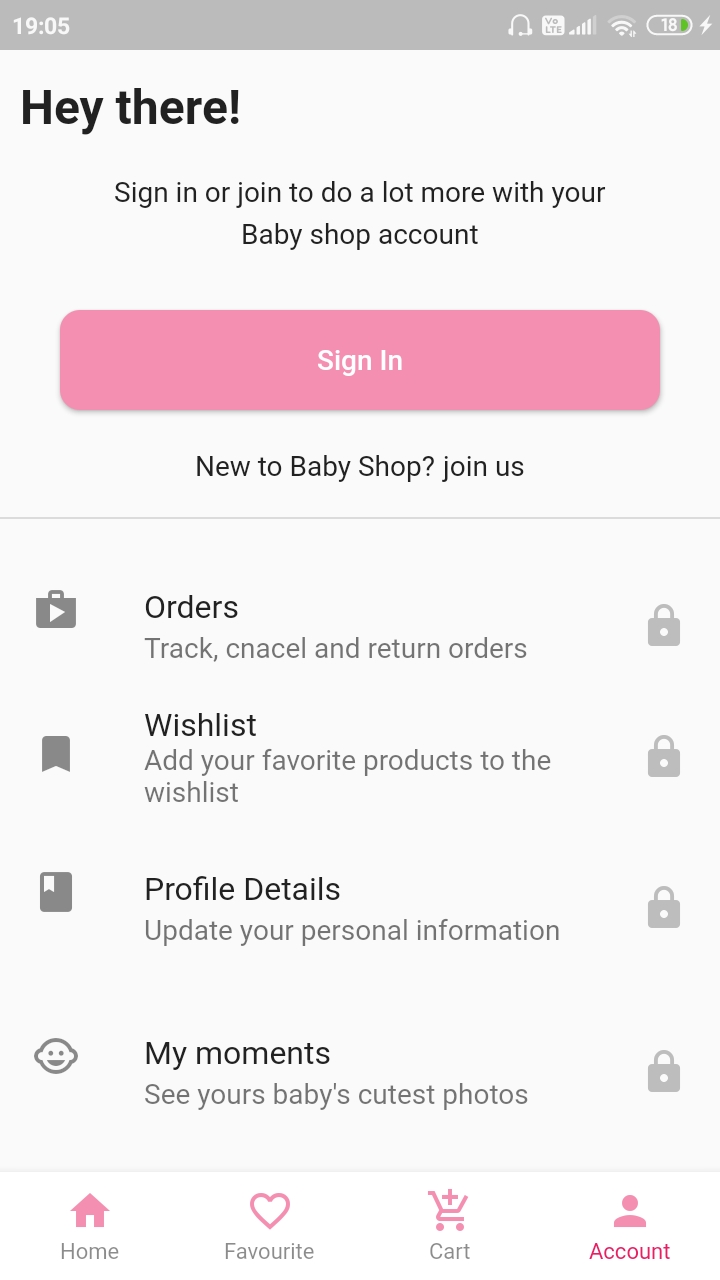 19:05
Vo
LTE
18
Hey there!
Sign in or join to do a lot more with your
Baby shop account
Sign In
New to Baby Shop? join us
Orders
Track, cnacel and return orders
Wishlist
Add your favorite products to the
wishlist
Profile Details
Update your personal information
My moments
See yours baby's cutest photos
Home
Favourite
Cart
Account